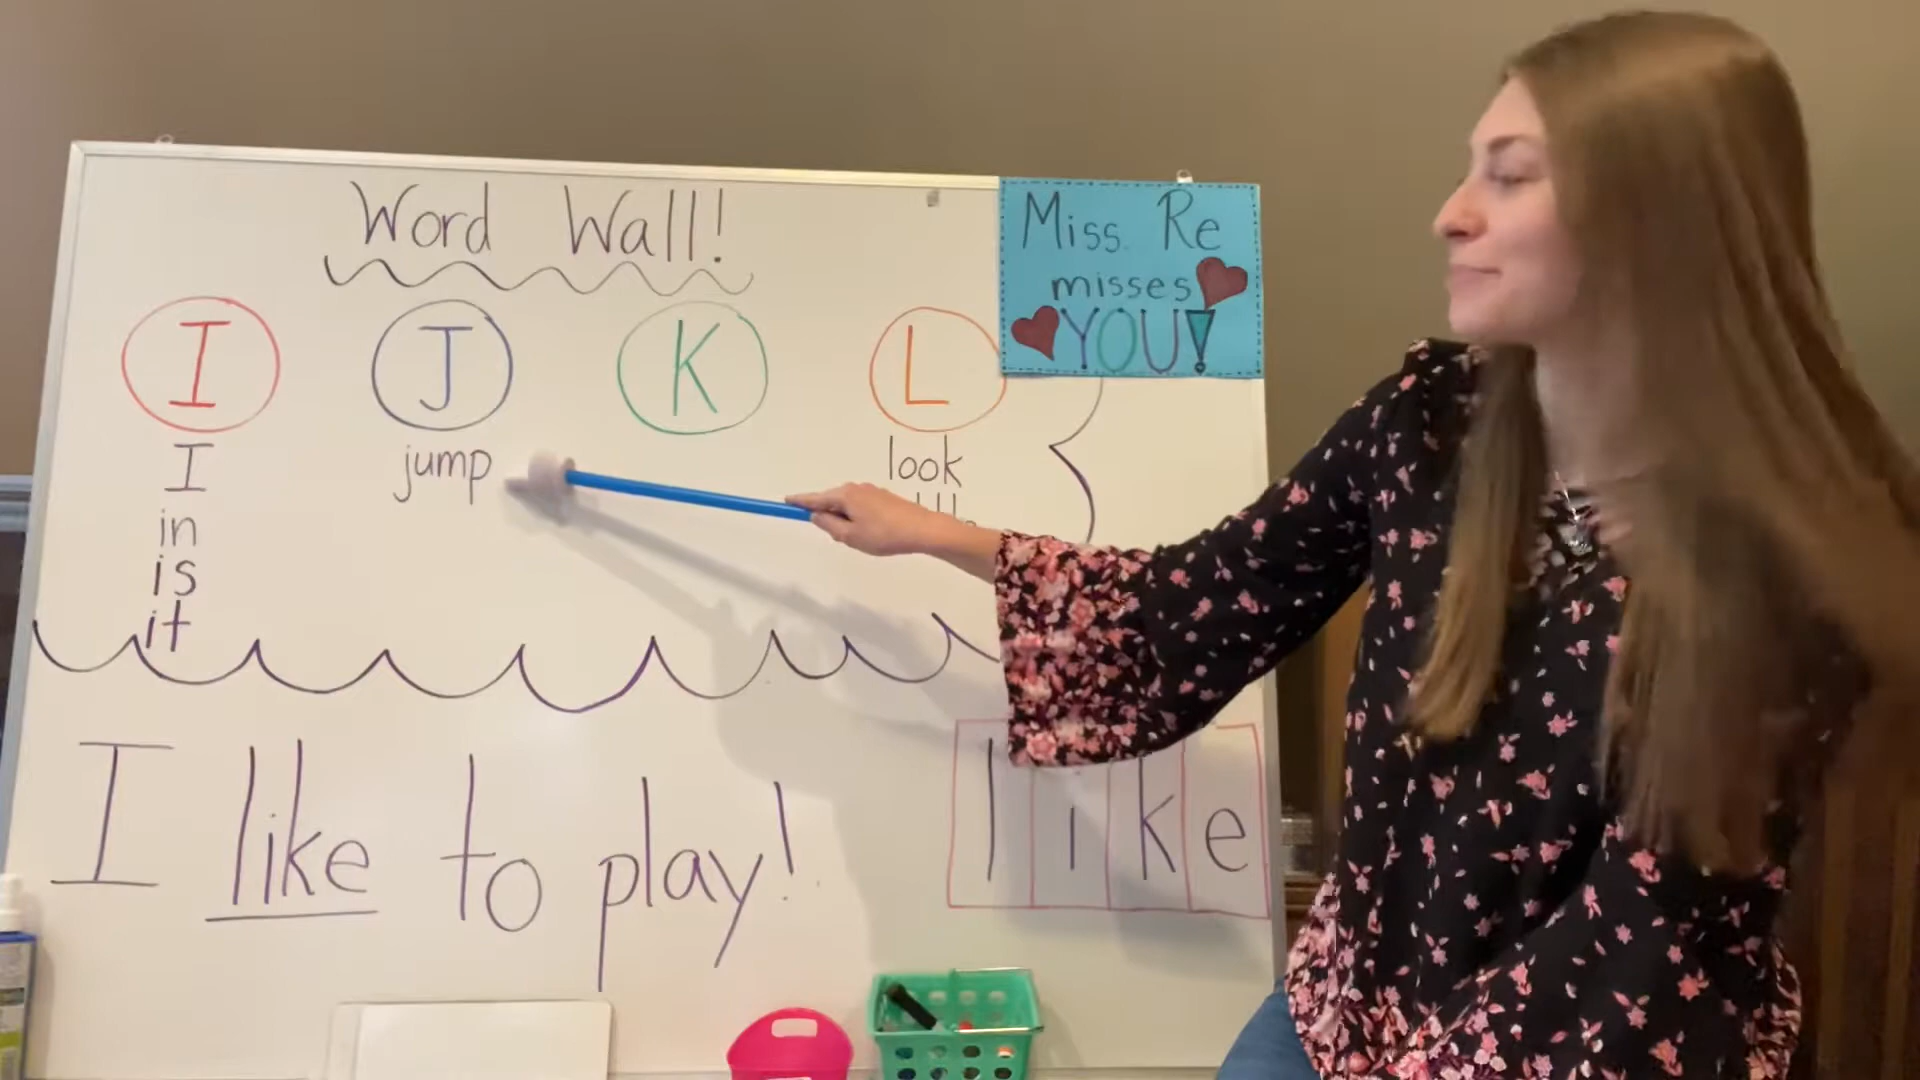 Word Wall!
Miss Re
misses
YOU!
I J K L
I jump look
in
is
it
I like to play!
l i k e